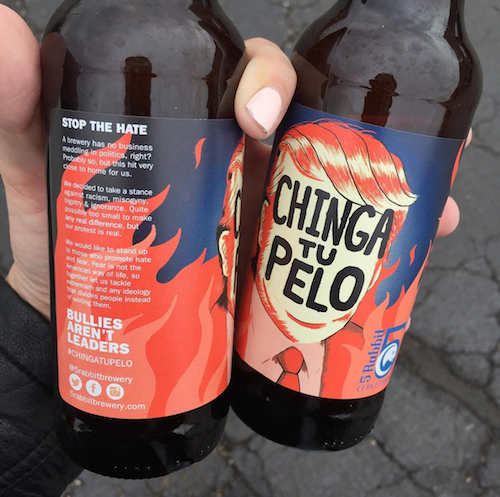 STOP THE HATE
A brewery has no business
meddling in politics, right?
Probably so, but this hit very
close to home for us.
We decided to take a stance
against racism, misogyny,
bigotry & ignorance. Quite
possibly too small to make
any real difference, but
our protest is real.
We would like to stand up
to those who promote hate
and fear. Fear is not the
American way of life, so
together let us tackle
extremism and any ideology
that divides people instead
of uniting them.
BULLIES
AREN'T
LEADERS
#CHINGATUPELO
@5rabbitbrewery
5rabbitbrewery.com
CHINGA
TU
PELO
5 Rabbit